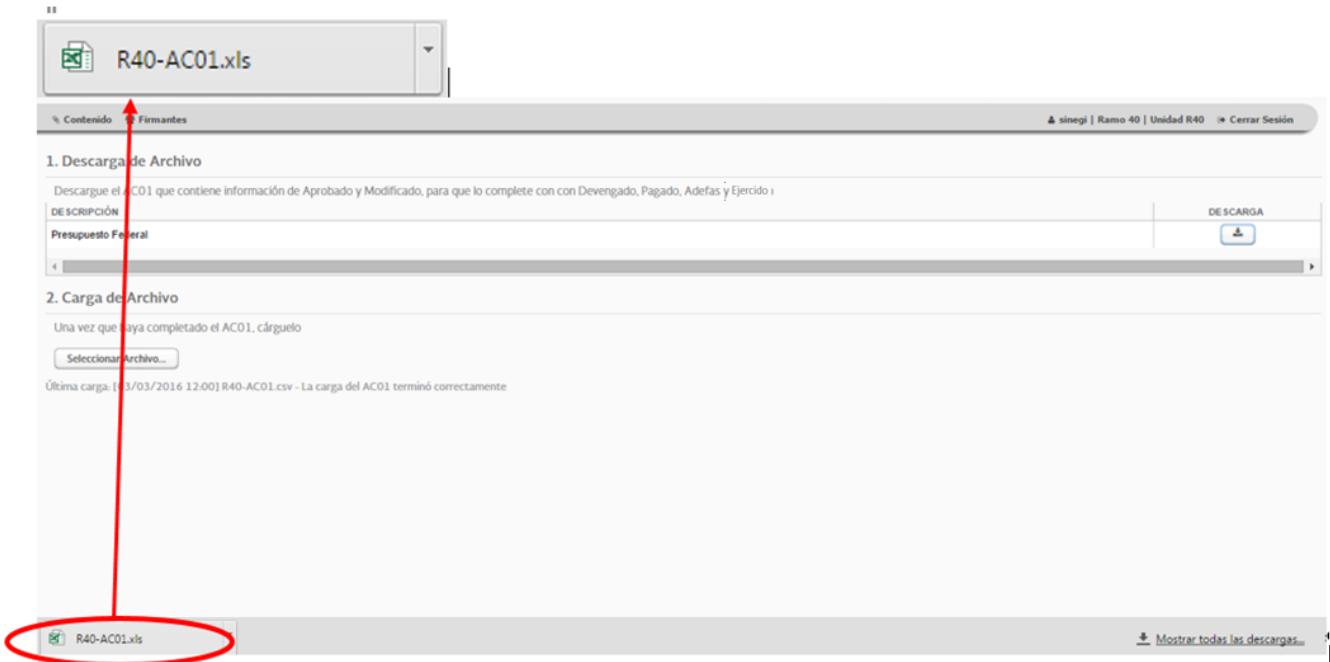 R40-AC01.xls
Contenido Firmantes sinegi | Ramo 40 | Unidad R40 Cerrar Sesión
1. Descarga de Archivo
Descargue el AC01 que contiene información de Aprobado y Modificado, para que lo complete con con Devengado, Pagado, Adefas y Ejercido
DESCRIPCIÓN DESCARGA
Presupuesto Federal
2. Carga de Archivo
Una vez que haya completado el AC01, cárguelo
Seleccionar Archivo...
Última carga: [03/03/2016 12:00] R40-AC01.csv - La carga del AC01 terminó correctamente
R40-AC01.xls Mostrar todas las descargas...